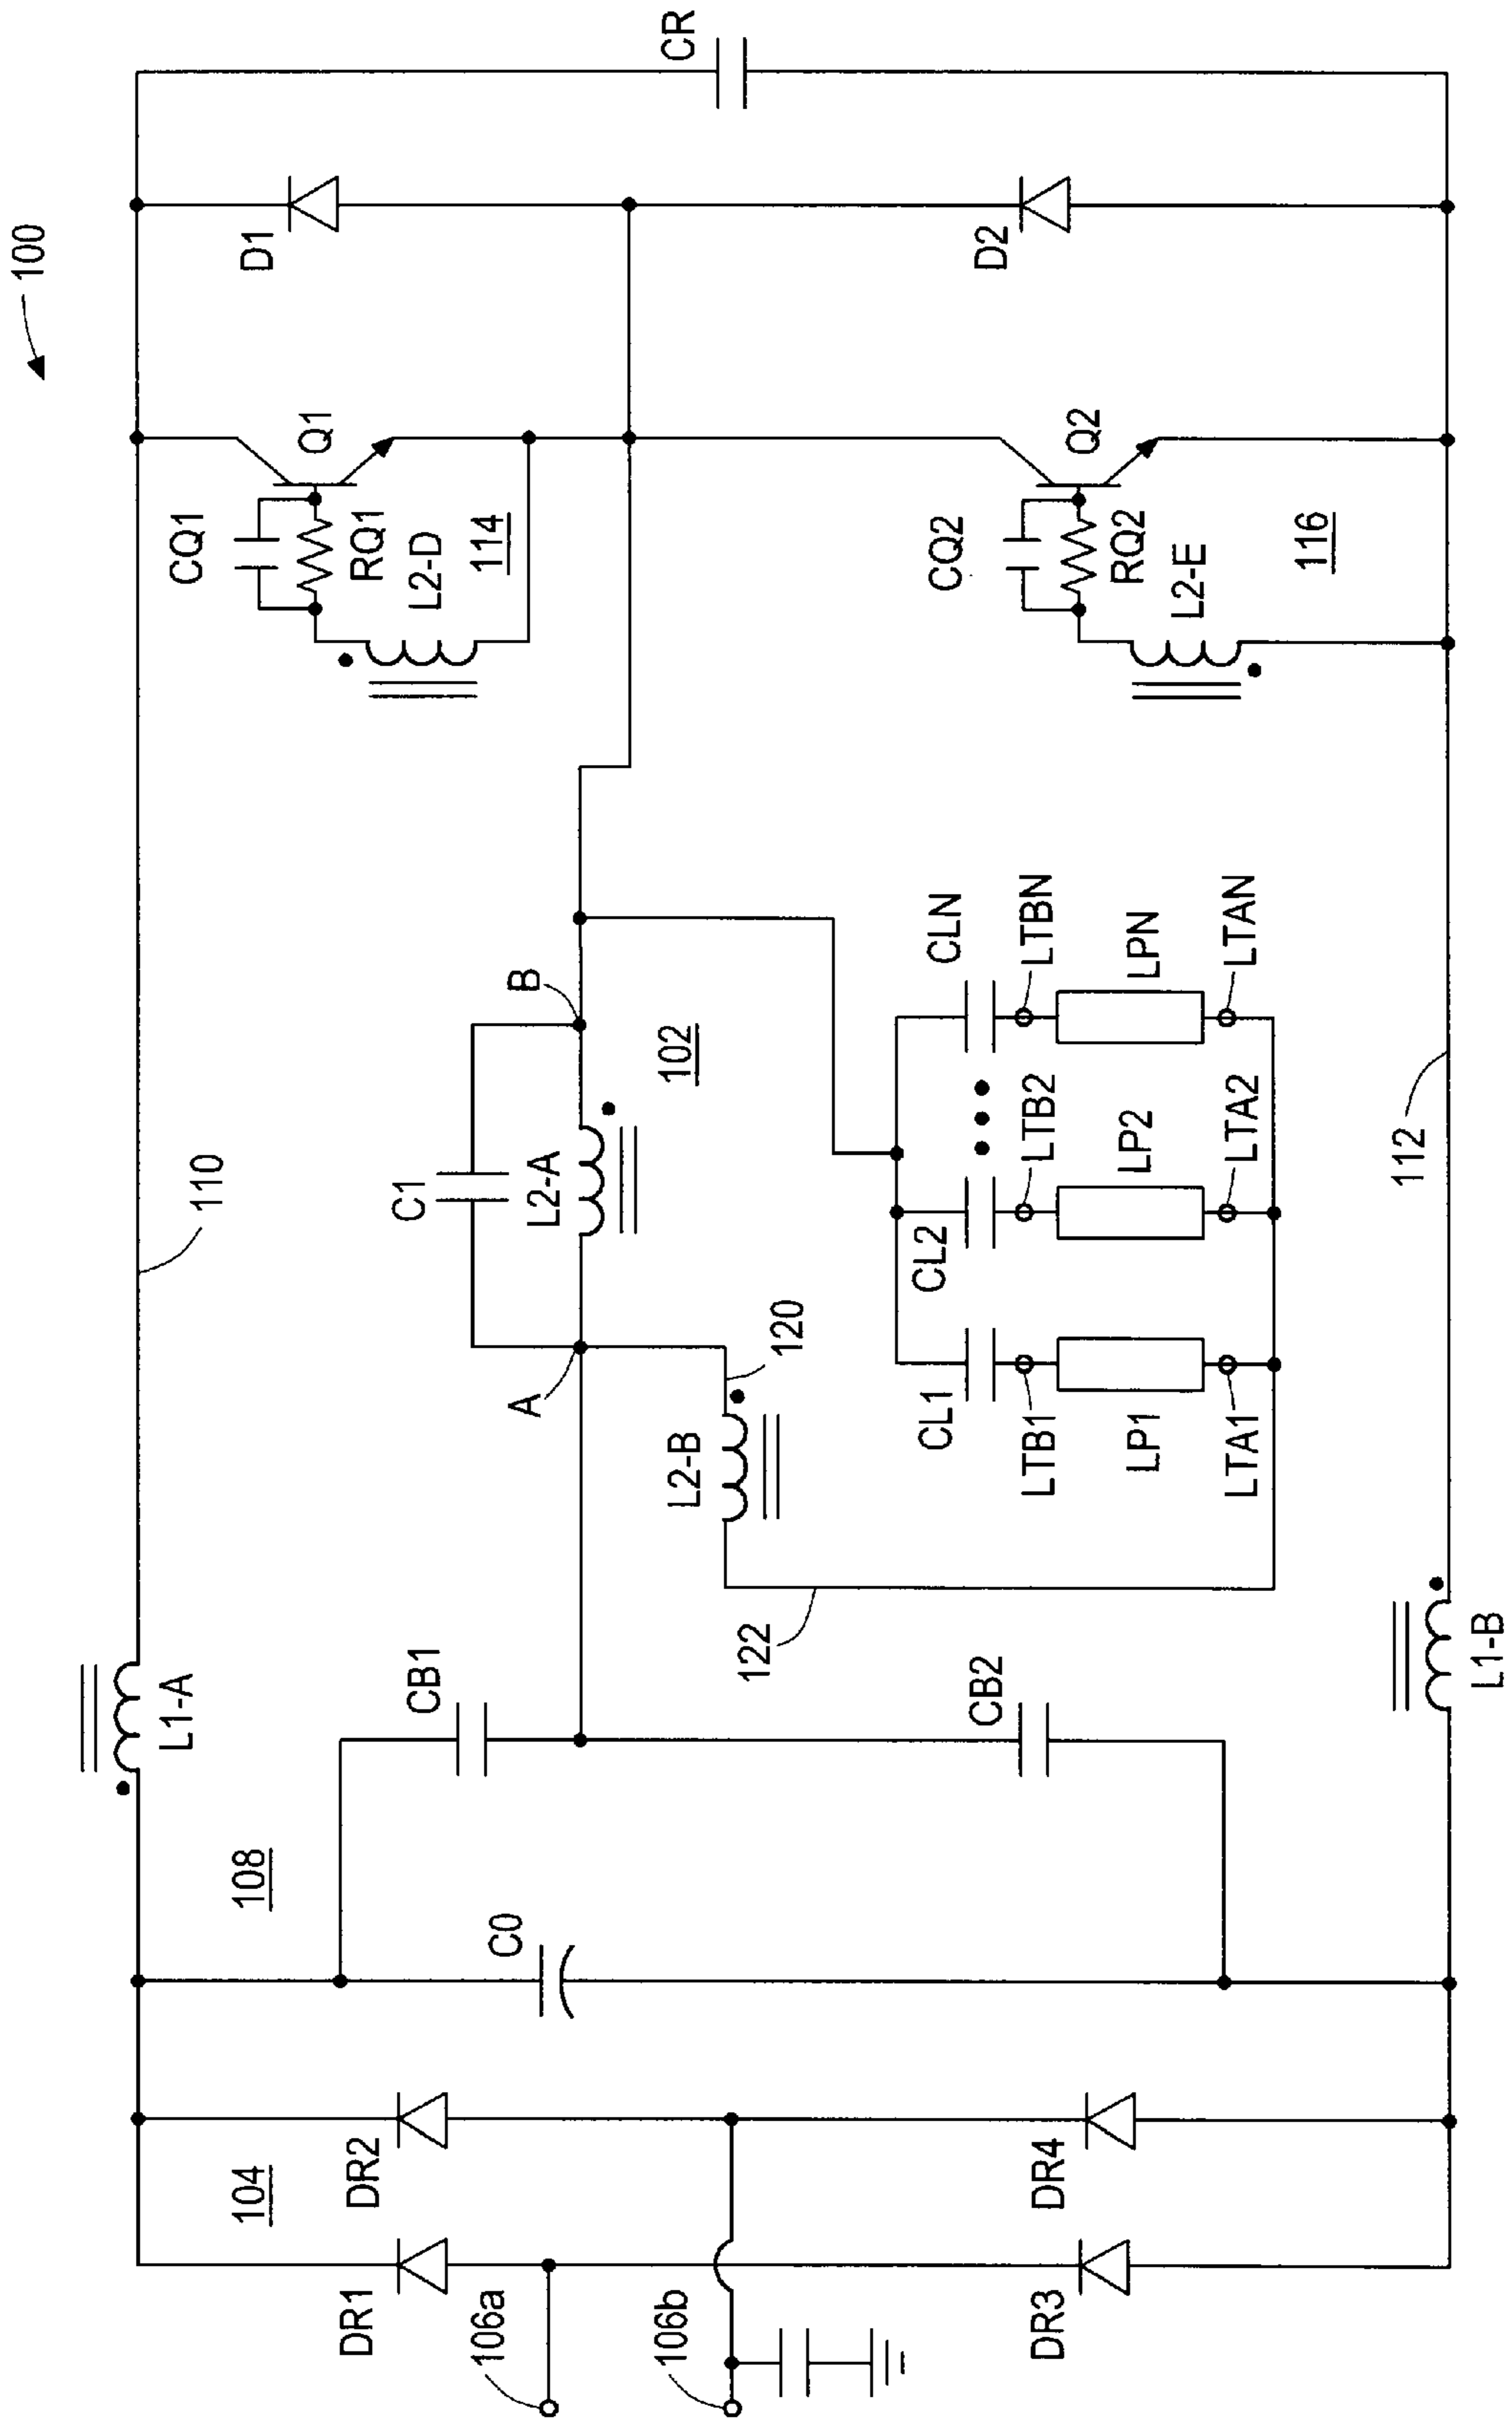 100
110
L1-A
104
DR1
DR2
106a
106b
DR3
DR4
108
C0
CB1
CB2
A
C1
B
L2-A
102
L2-B
120
122
CL1
CL2
CLN
LTB1
LTB2
LTBN
LP1
LP2
LPN
LTA1
LTA2
LTAN
CQ1
RQ1
Q1
L2-D
114
CQ2
RQ2
Q2
L2-E
116
D1
D2
CR
L1-B
112